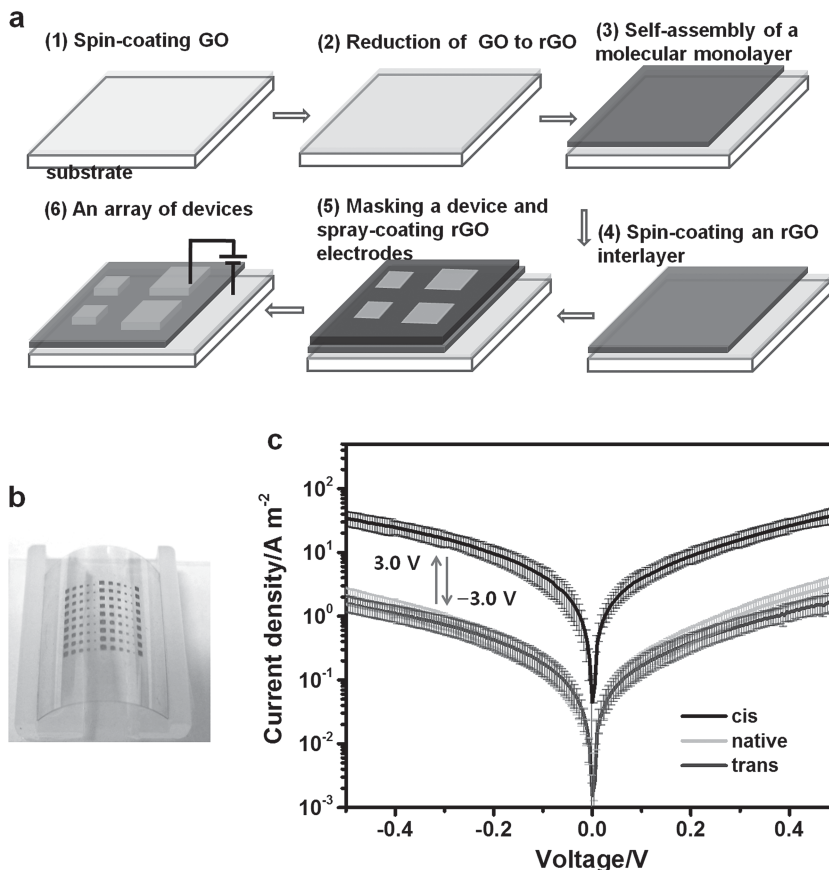 a
(1) Spin-coating GO
(2) Reduction of GO to rGO
(3) Self-assembly of a
molecular monolayer
substrate
(6) An array of devices
(5) Masking a device and
spray-coating rGO
electrodes
(4) Spin-coating an rGO
interlayer
b
c
Current density/A m⁻²
10²
10¹
10⁰
10⁻¹
10⁻²
10⁻³
3.0 V
−3.0 V
cis
native
trans
-0.4
-0.2
0.0
0.2
0.4
Voltage/V